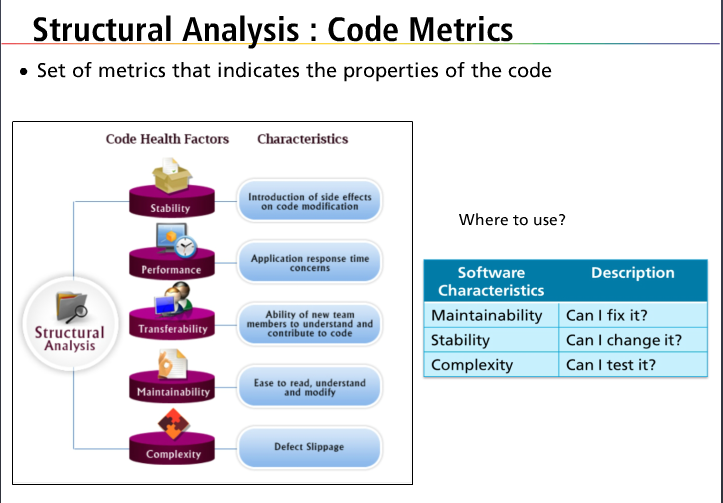 Structural Analysis : Code Metrics
• Set of metrics that indicates the properties of the code
Code Health Factors
Characteristics
Stability
Introduction of side effects
on code modification
Performance
Application response time
concerns
Structural
Analysis
Transferability
Ability of new team
members to understand and
contribute to code
Maintainability
Ease to read, understand
and modify
Complexity
Defect Slippage
Where to use?
Software
Characteristics
Description
Maintainability
Can I fix it?
Stability
Can I change it?
Complexity
Can I test it?